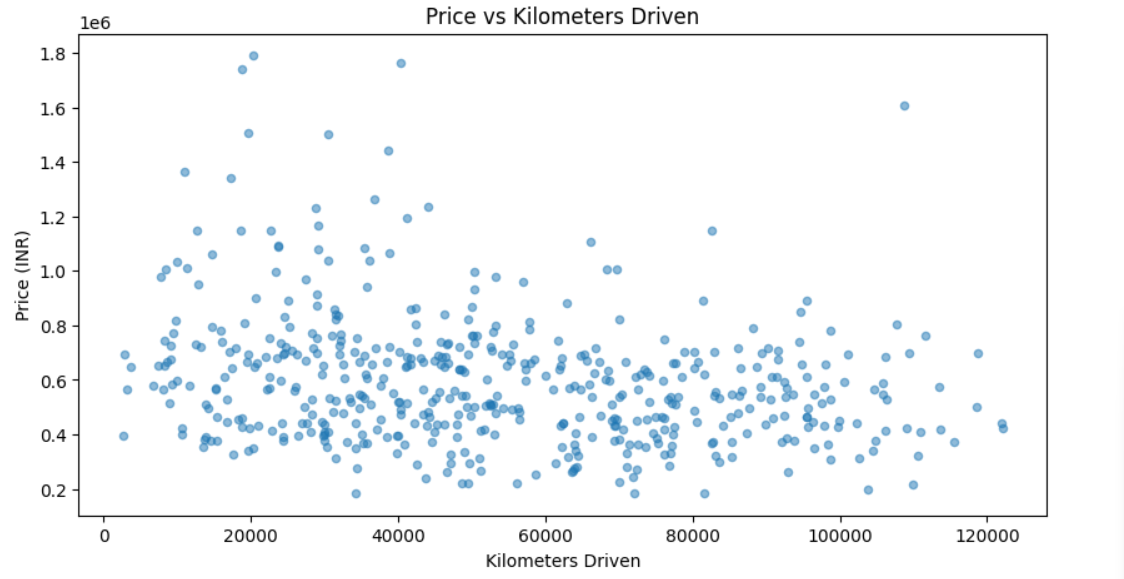 Price vs Kilometers Driven
1e6
1.8
1.6
1.4
1.2
1.0
0.8
0.6
0.4
0.2
Price (INR)
0 20000 40000 60000 80000 100000 120000
Kilometers Driven